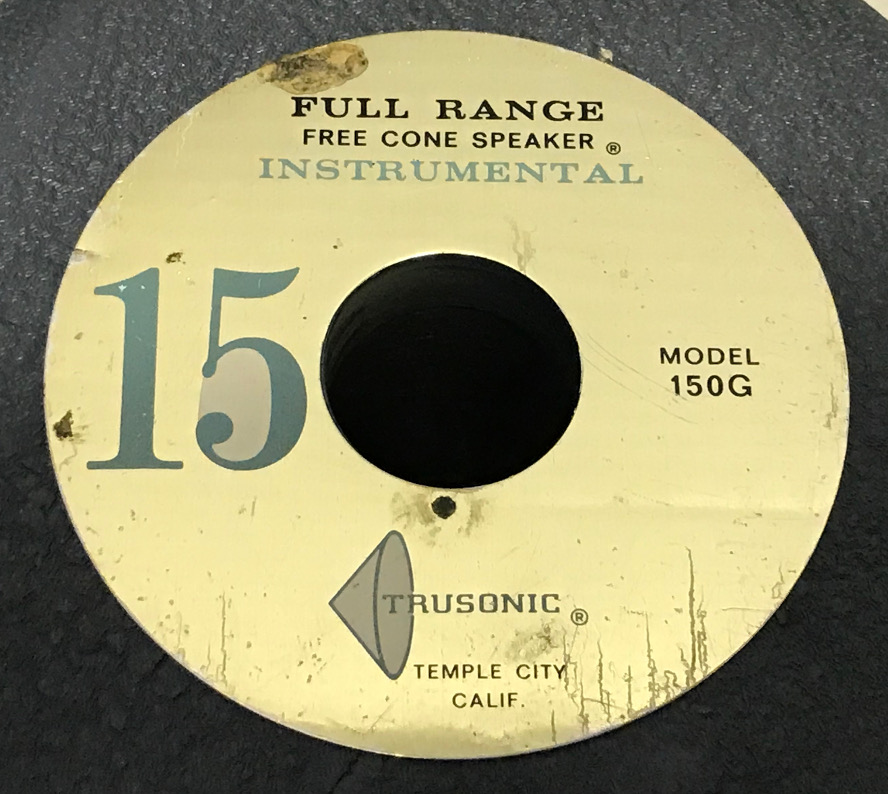 FULL RANGE
FREE CONE SPEAKER ®
INSTRUMENTAL
15
MODEL
150G
TRUSONIC ®
TEMPLE CITY
CALIF.